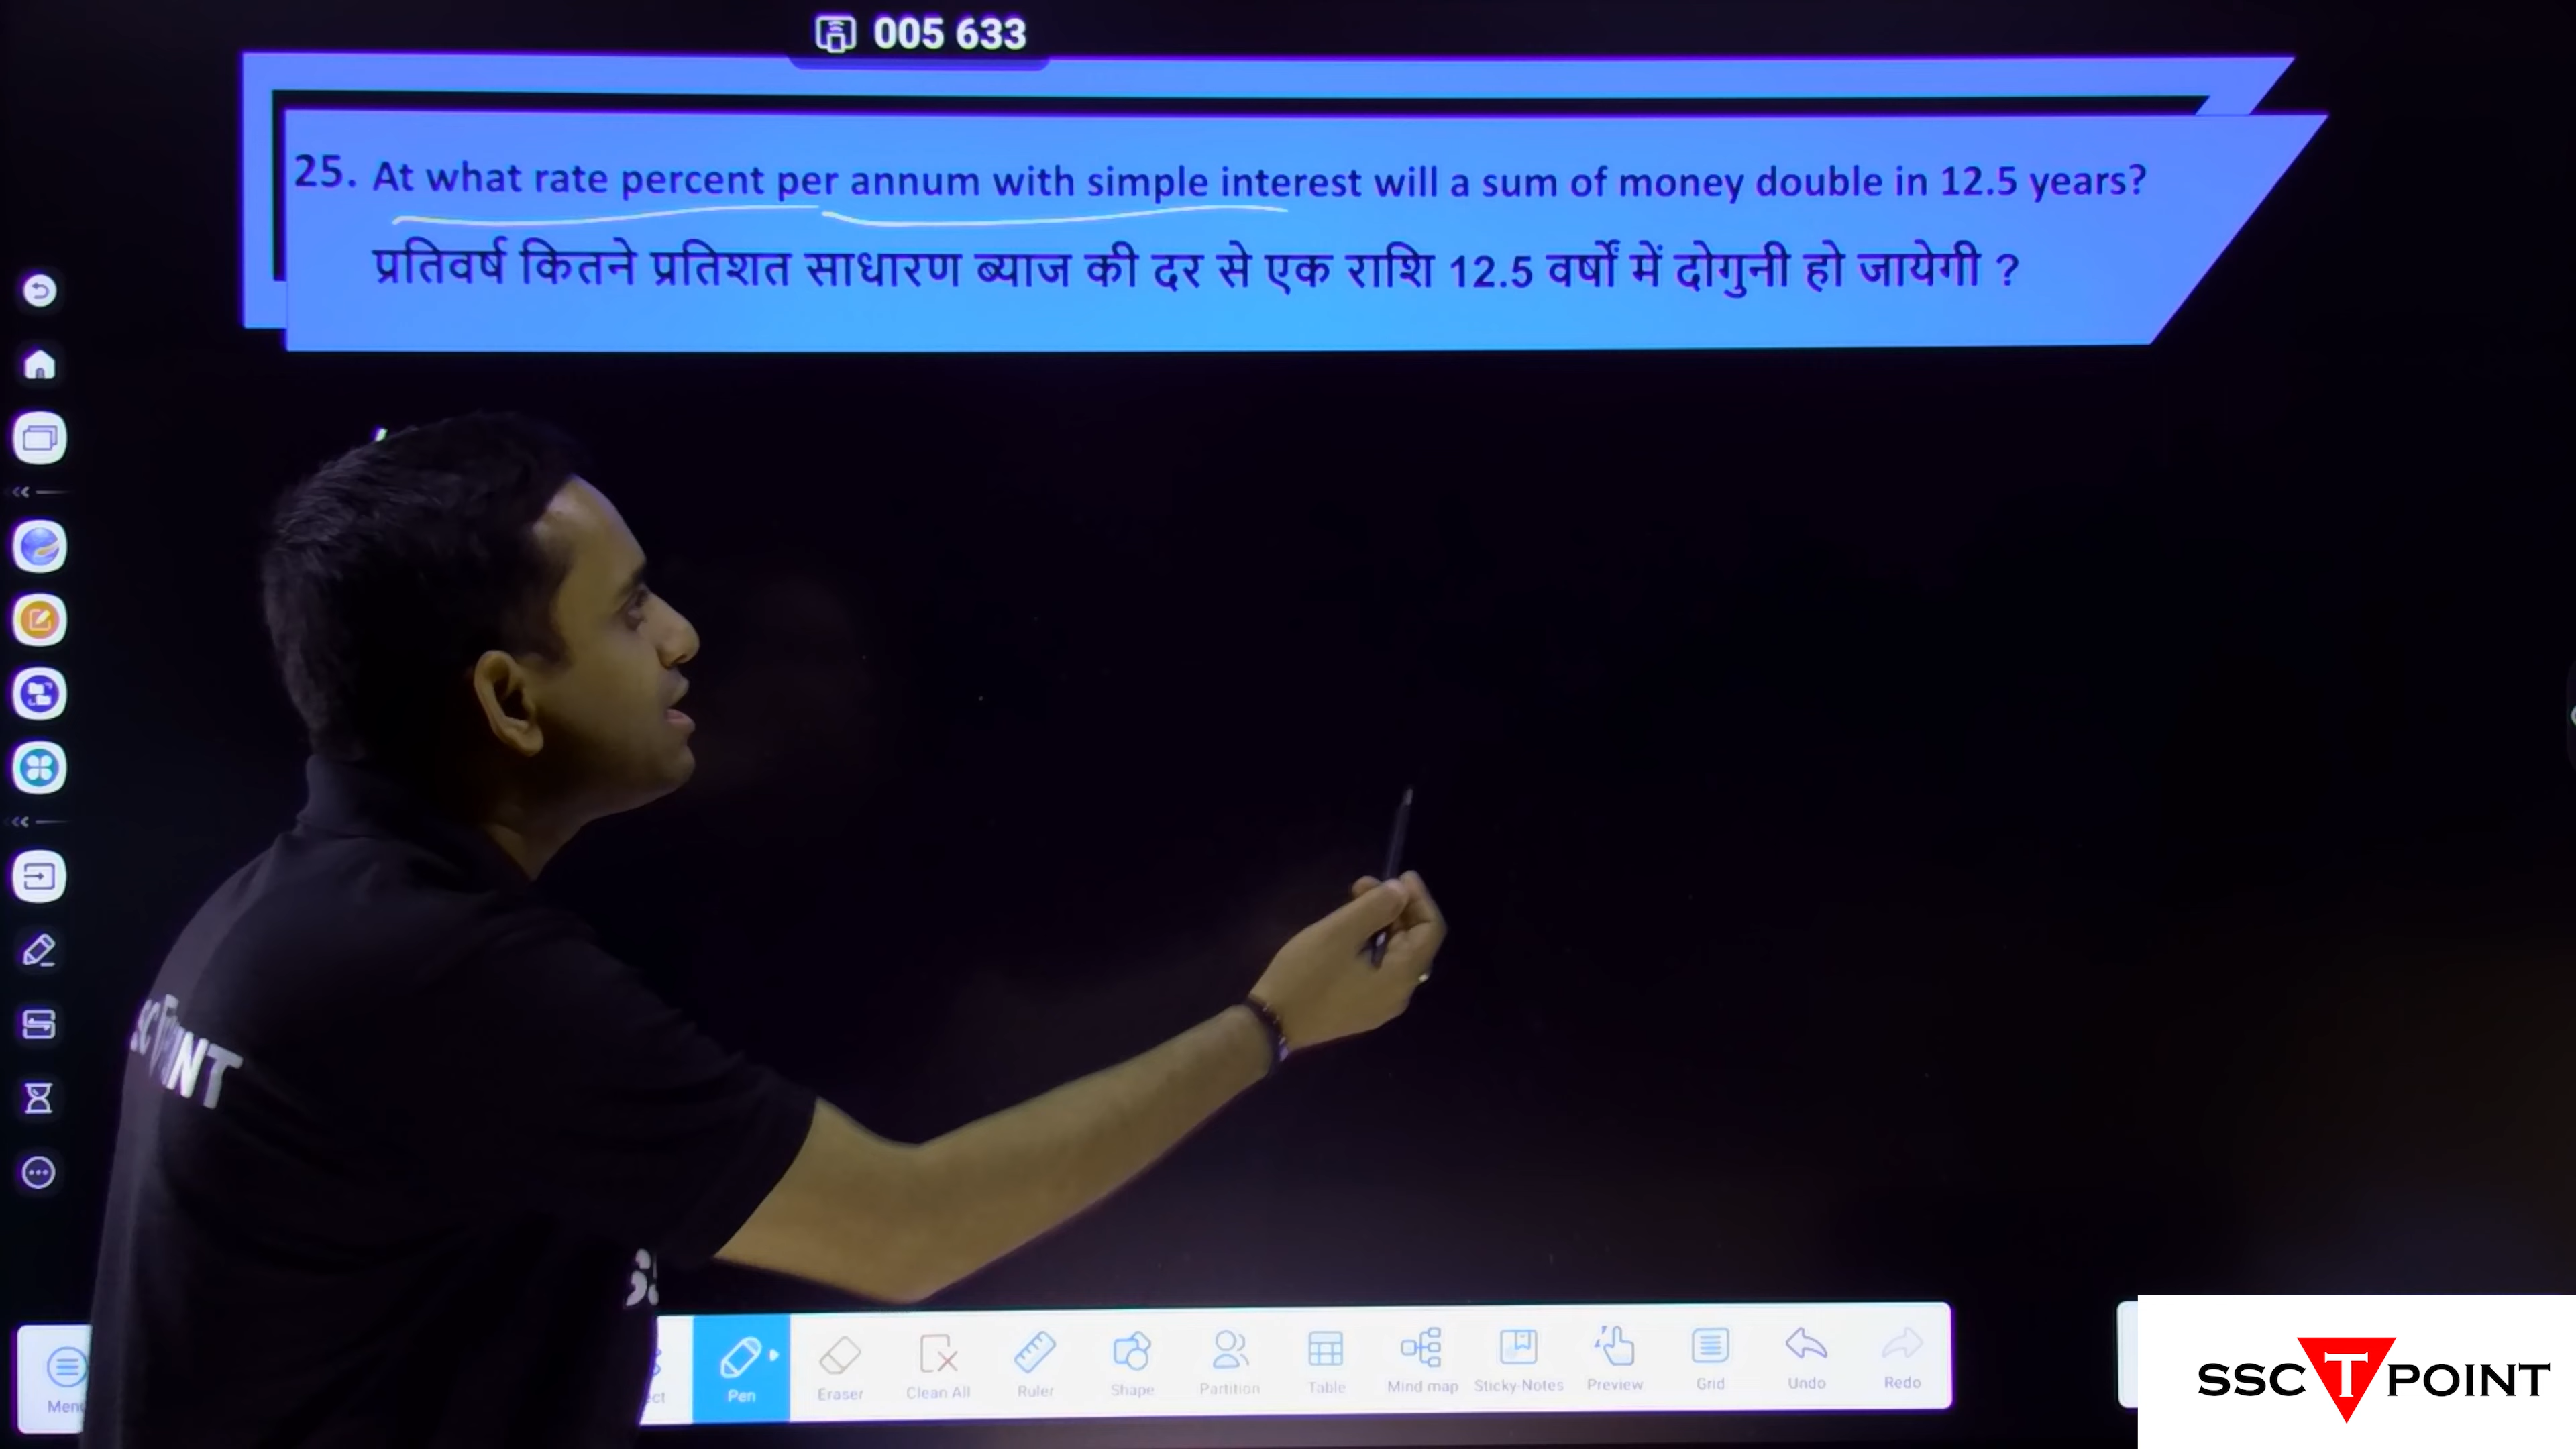 005 633
25. At what rate percent per annum with simple interest will a sum of money double in 12.5 years?
प्रतिवर्ष कितने प्रतिशत साधारण ब्याज की दर से एक राशि 12.5 वर्षों में दोगुनी हो जायेगी ?
Menu
Pen
Eraser
Clean All
Ruler
Shape
Partition
Table
Mind map
Sticky-Notes
Preview
Grid
Undo
Redo
SSC T POINT